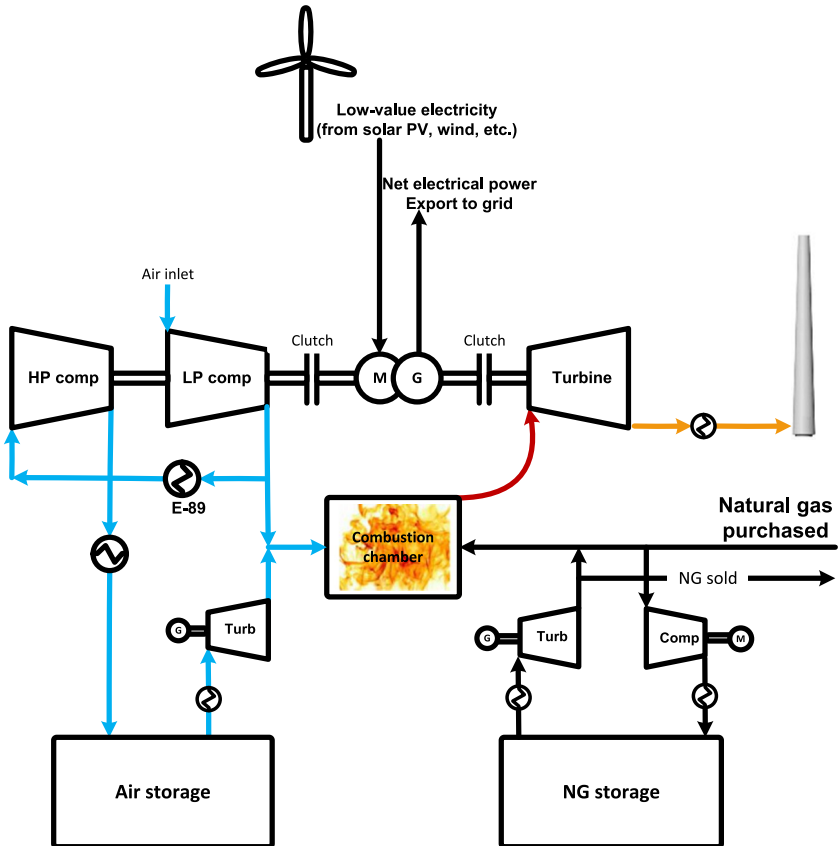 Low-value electricity
(from solar PV, wind, etc.)
Net electrical power
Export to grid
Air inlet
Clutch
Clutch
HP comp
LP comp
M
G
Turbine
E-89
Combustion
chamber
Natural gas
purchased
NG sold
G
Turb
G
Turb
Comp
M
Air storage
NG storage